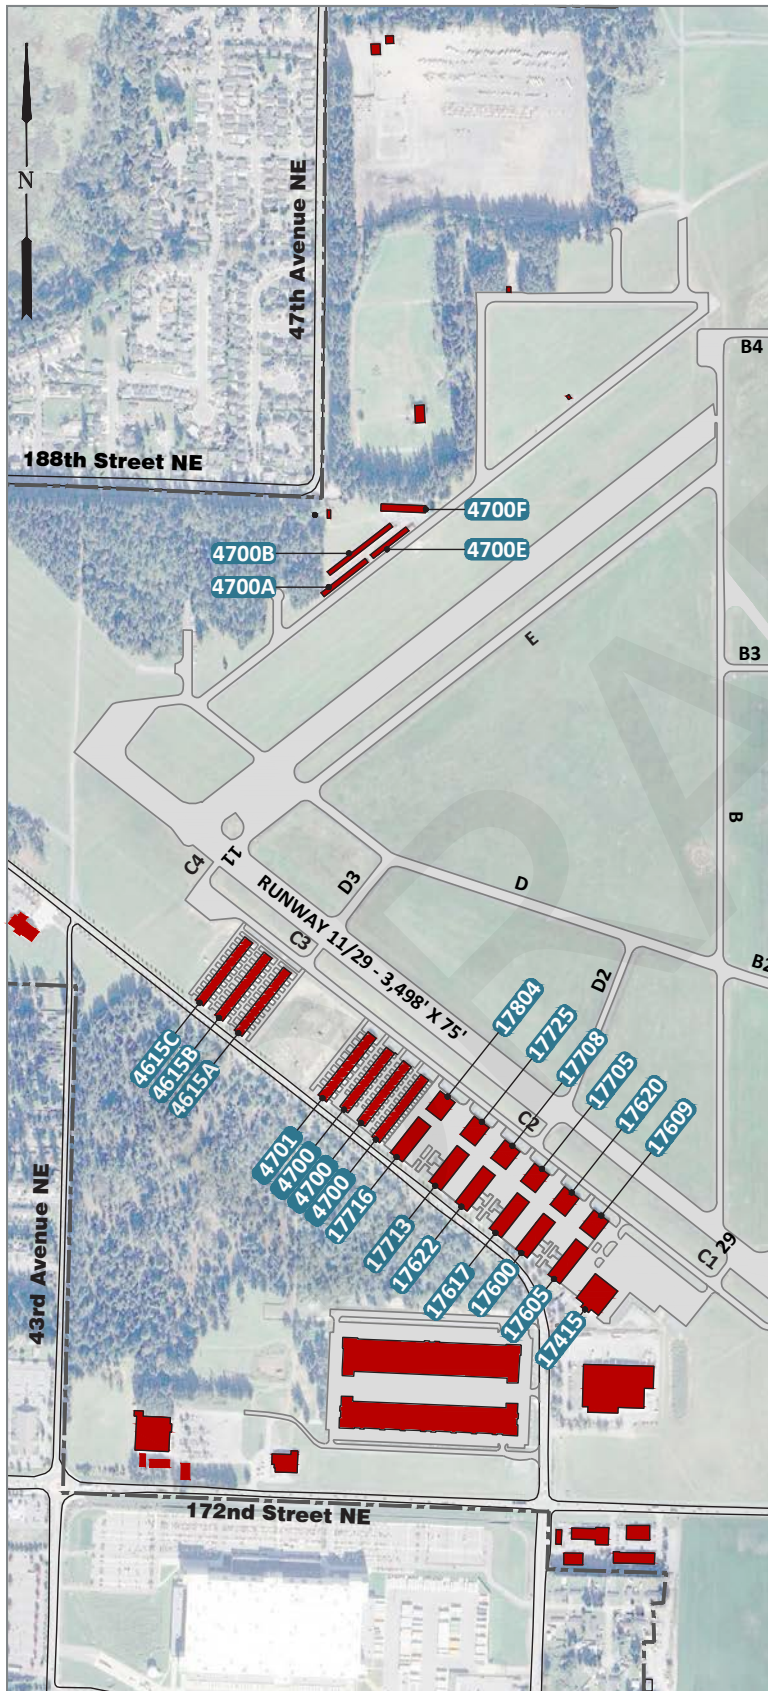 N
47th Avenue NE
B4
188th Street NE
4700F
4700B
4700E
4700A
E
B3
B
11
C4
D3
D
RUNWAY 11/29 - 3,498' X 75'
C3
D2
B2
17804
17725
17708
17705
17620
17609
C2
4615C
4615B
4615A
4701
4700
4700
4700
17716
17713
17622
17617
17600
17605
17415
C1
29
43rd Avenue NE
172nd Street NE